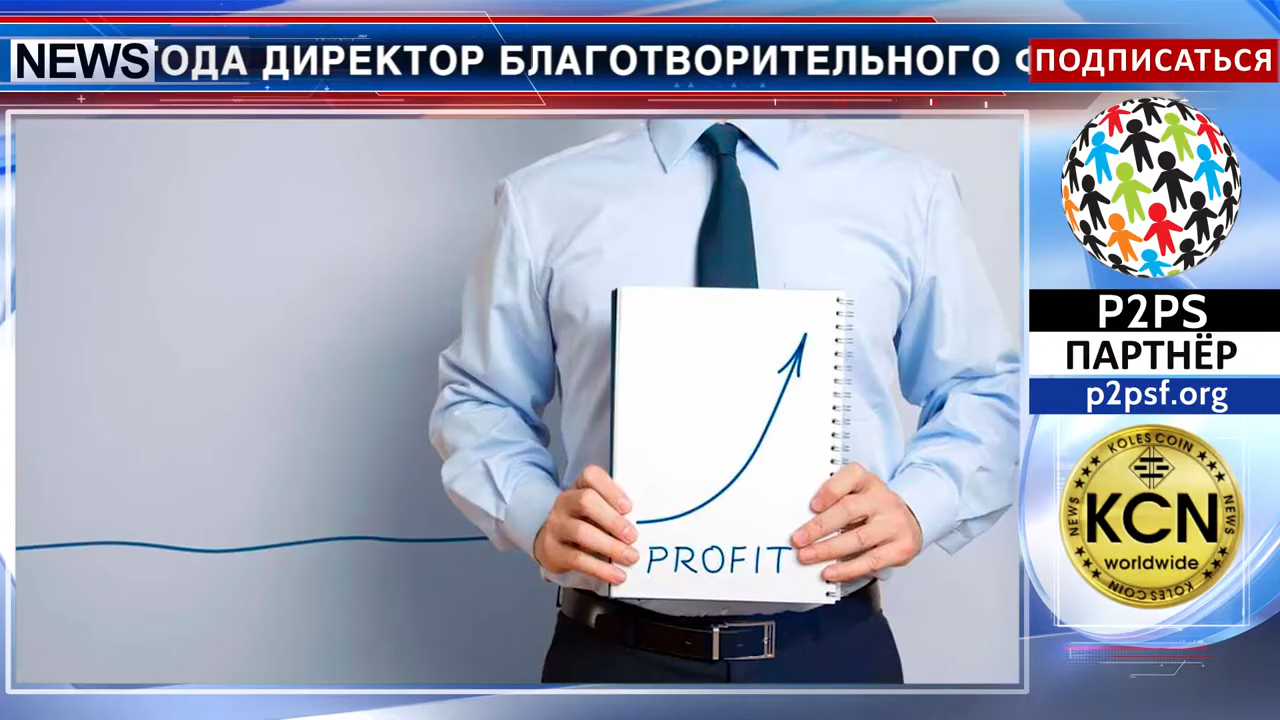 NEWS
ОДА ДИРЕКТОР БЛАГОТВОРИТЕЛЬНОГО
ПОДПИСАТЬСЯ
P2PS
ПАРТНЁР
p2psf.org
PROFIT
KOLES COIN
NEWS
KCN
NEWS
worldwide
KOLES COIN